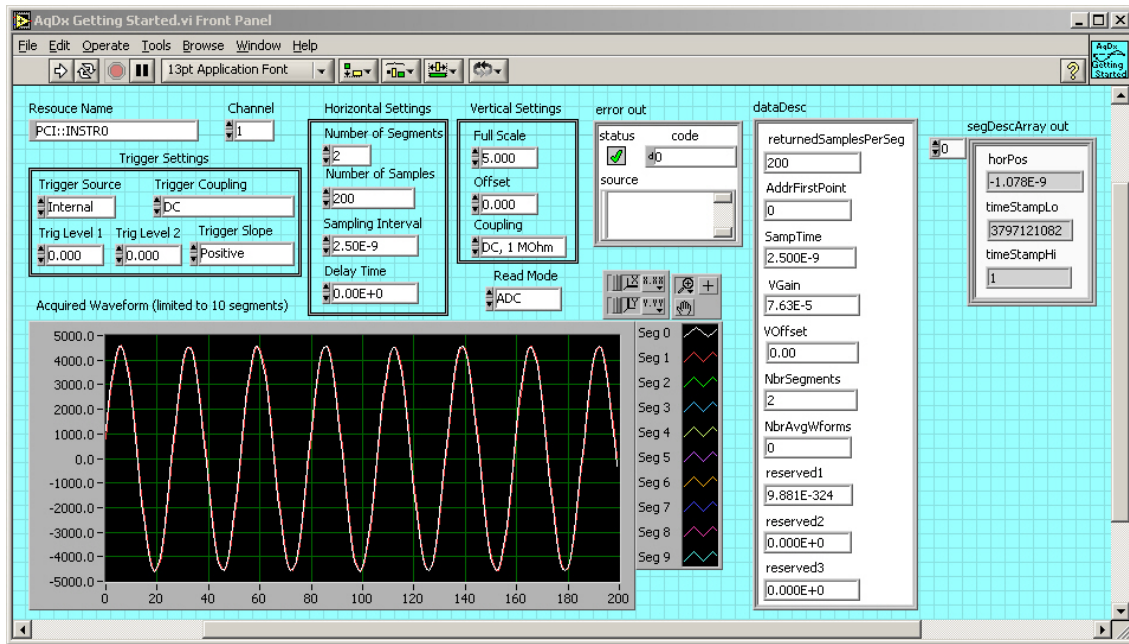 AqDx Getting Started.vi Front Panel
File Edit Operate Tools Browse Window Help
13pt Application Font
?
AqDx
Getting
Started
Resouce Name
PCI::INSTR0
Channel
1
Trigger Settings
Trigger Source
Internal
Trigger Coupling
DC
Trig Level 1
0.000
Trig Level 2
0.000
Trigger Slope
Positive
Horizontal Settings
Number of Segments
2
Number of Samples
200
Sampling Interval
2.50E-9
Delay Time
0.00E+0
Vertical Settings
Full Scale
5.000
Offset
0.000
Coupling
DC, 1 MOhm
Read Mode
ADC
error out
status
code
d0
source
dataDesc
returnedSamplesPerSeg
200
AddrFirstPoint
0
SampTime
2.500E-9
VGain
7.63E-5
VOffset
0.00
NbrSegments
2
NbrAvgWforms
0
reserved1
9.881E-324
reserved2
0.000E+0
reserved3
0.000E+0
segDescArray out
0
horPos
-1.078E-9
timeStampLo
3797121082
timeStampHi
1
Acquired Waveform (limited to 10 segments)
X X.XX
Y Y.YY
5000.0
4000.0
3000.0
2000.0
1000.0
0.0
-1000.0
-2000.0
-3000.0
-4000.0
-5000.0
0 20 40 60 80 100 120 140 160 180 200
Seg 0
Seg 1
Seg 2
Seg 3
Seg 4
Seg 5
Seg 6
Seg 7
Seg 8
Seg 9